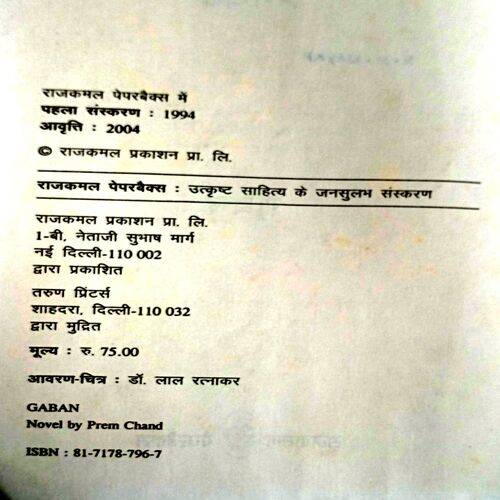 राजकमल पेपरबैक्स में
पहला संस्करण : 1994
आवृत्ति : 2004
© राजकमल प्रकाशन प्रा. लि.
राजकमल पेपरबैक्स : उत्कृष्ट साहित्य के जनसुलभ संस्करण
राजकमल प्रकाशन प्रा. लि.
1-बी, नेताजी सुभाष मार्ग
नई दिल्ली-110 002
द्वारा प्रकाशित
तरुण प्रिंटर्स
शाहदरा, दिल्ली-110 032
द्वारा मुद्रित
मूल्य : रु. 75.00
आवरण-चित्र : डॉ. लाल रत्नाकर
GABAN
Novel by Prem Chand
ISBN : 81-7178-796-7